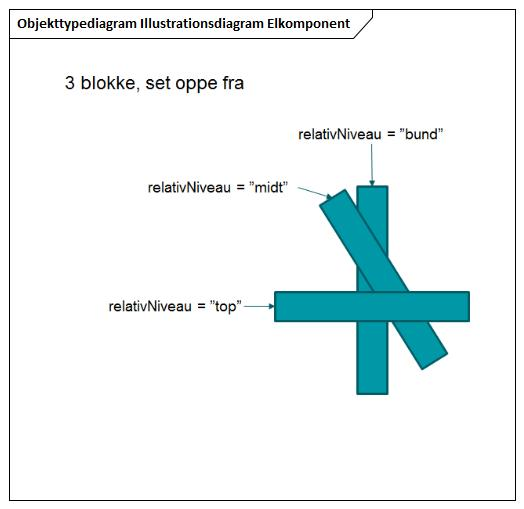 Objekttypediagram Illustrationsdiagram Elkomponent
3 blokke, set oppe fra
relativNiveau = ”bund”
relativNiveau = ”midt”
relativNiveau = ”top”